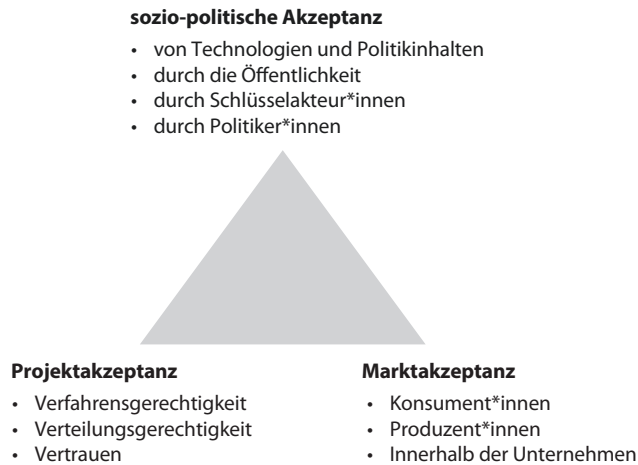 sozio-politische Akzeptanz
• von Technologien und Politikinhalten
• durch die Öffentlichkeit
• durch Schlüsselakteur*innen
• durch Politiker*innen
Projektakzeptanz
• Verfahrensgerechtigkeit
• Verteilungsgerechtigkeit
• Vertrauen
Marktakzeptanz
• Konsument*innen
• Produzent*innen
• Innerhalb der Unternehmen